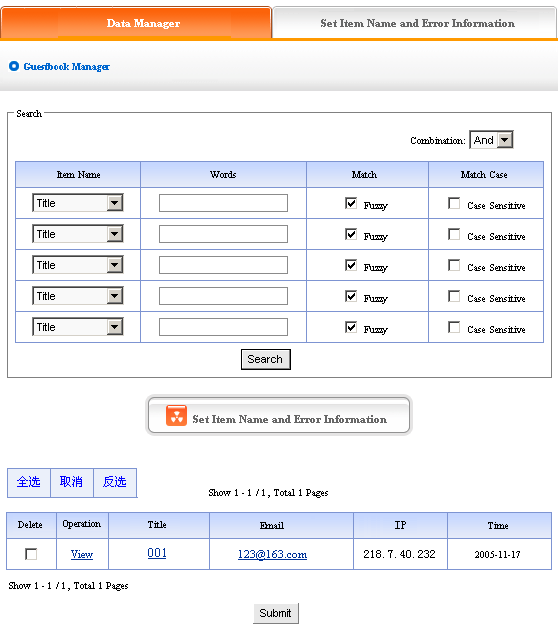 Data Manager Set Item Name and Error Information
Guestbook Manager
Search
Combination: And
Item Name Words Match Match Case
Title Fuzzy Case Sensitive
Title Fuzzy Case Sensitive
Title Fuzzy Case Sensitive
Title Fuzzy Case Sensitive
Title Fuzzy Case Sensitive
Search
Set Item Name and Error Information
全选 取消 反选
Show 1 - 1 / 1, Total 1 Pages
Delete Operation Title Email IP Time
View 001 123@163.com 218.7.40.232 2005-11-17
Show 1 - 1 / 1, Total 1 Pages
Submit